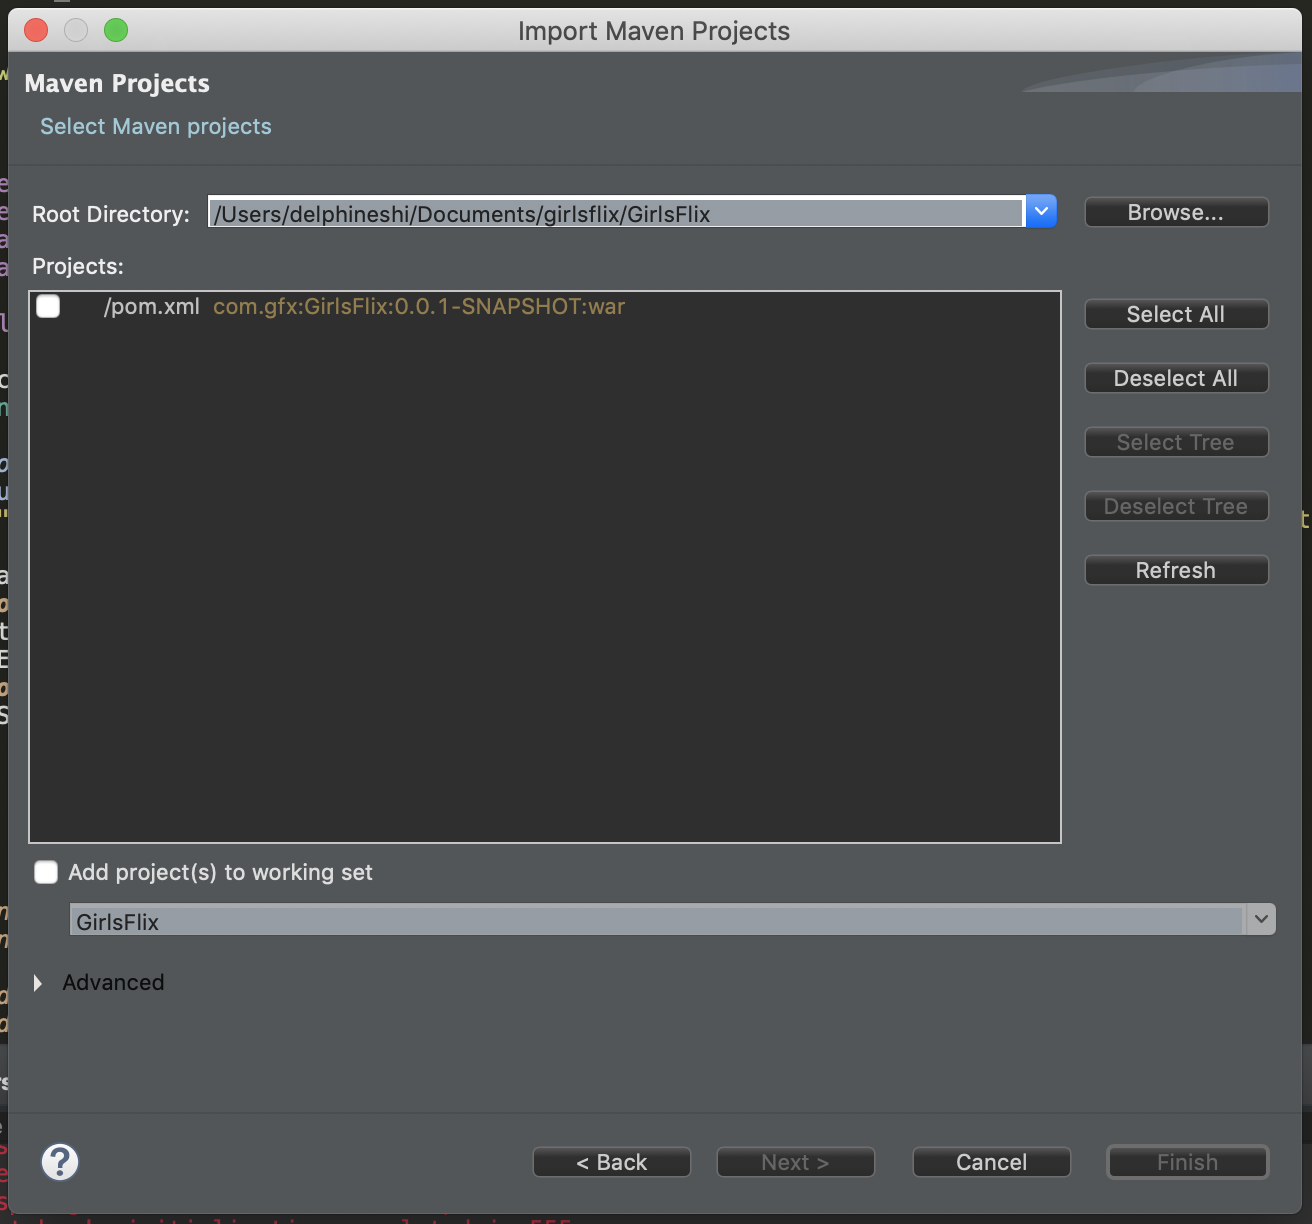 Import Maven Projects
Maven Projects
Select Maven projects
Root Directory: /Users/delphineshi/Documents/girlsflix/GirlsFlix
Browse...
Projects:
/pom.xml com.gfx:GirlsFlix:0.0.1-SNAPSHOT:war
Select All
Deselect All
Select Tree
Deselect Tree
Refresh
Add project(s) to working set
GirlsFlix
Advanced
?
< Back
Next >
Cancel
Finish